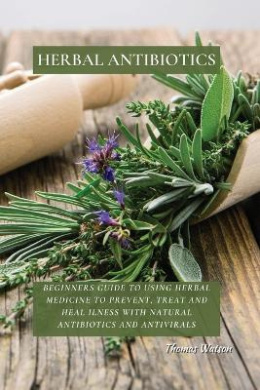 HERBAL ANTIBIOTICS
BEGINNERS GUIDE TO USING HERBAL
MEDICINE TO PREVENT, TREAT AND
HEAL ILNESS WITH NATURAL
ANTIBIOTICS AND ANTIVIRALS
Thomas Watson